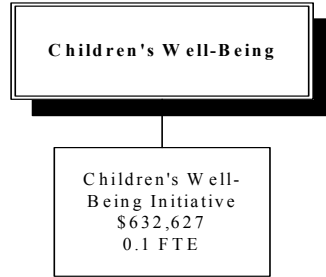 Children's Well-Being
Children's Well-
Being Initiative
$632,627
0.1 FTE